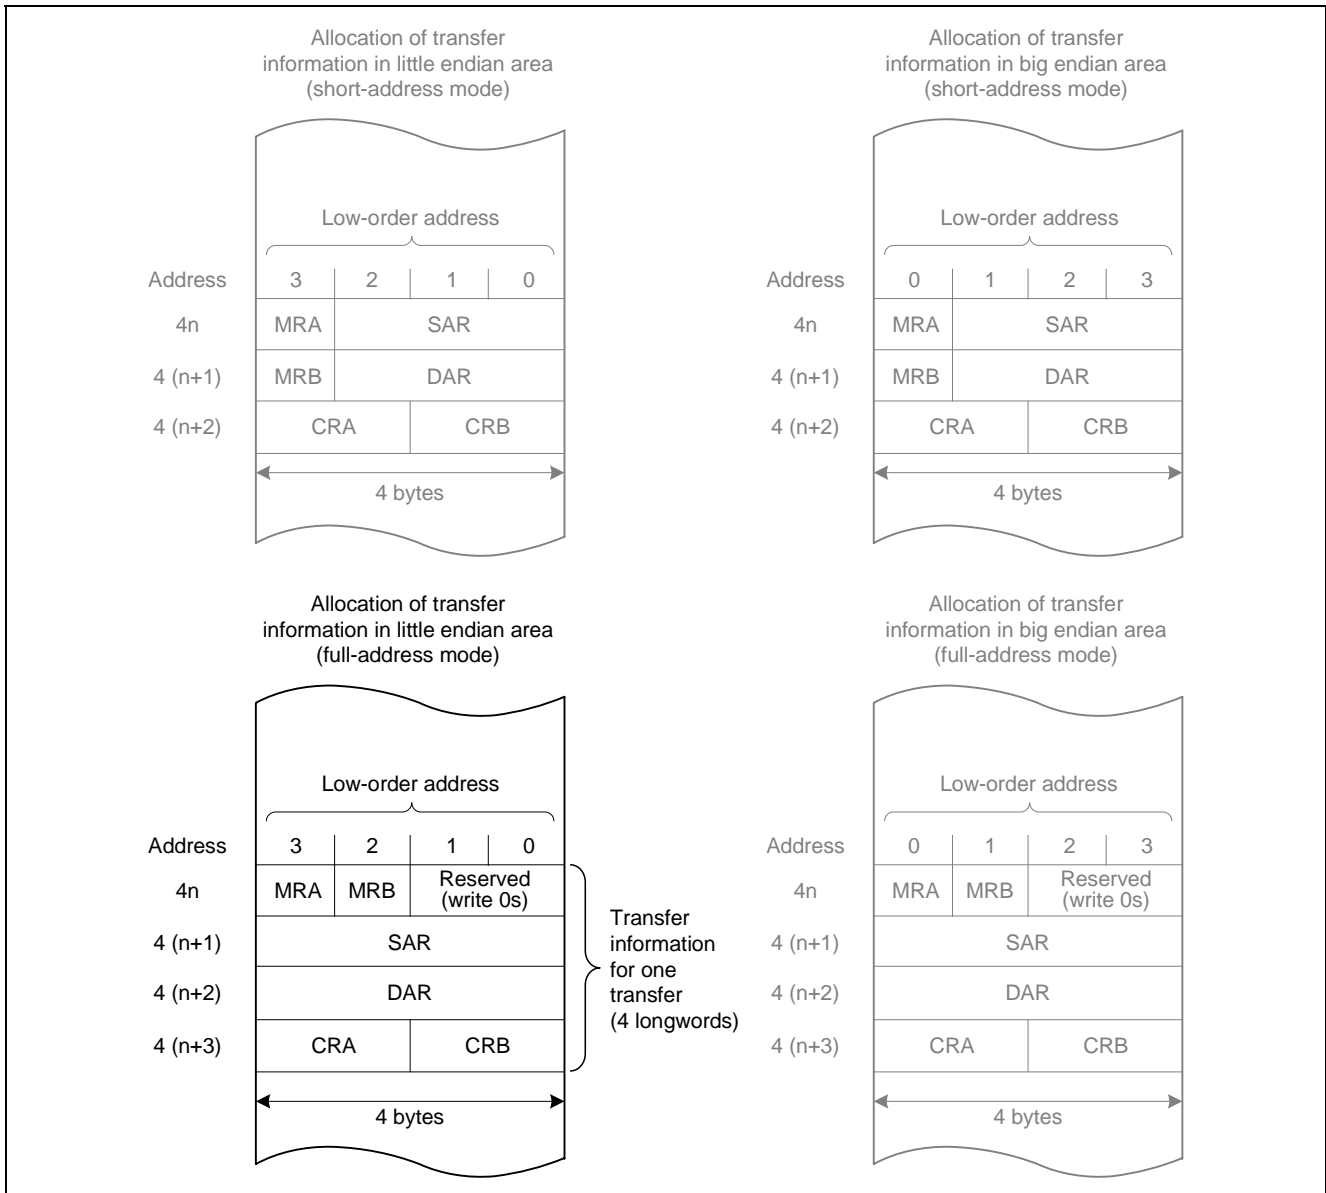 Allocation of transfer
information in little endian area
(short-address mode)
Low-order address
Address 3 2 1 0
4n MRA SAR
4 (n+1) MRB DAR
4 (n+2) CRA CRB
4 bytes
Allocation of transfer
information in big endian area
(short-address mode)
Low-order address
Address 0 1 2 3
4n MRA SAR
4 (n+1) MRB DAR
4 (n+2) CRA CRB
4 bytes
Allocation of transfer
information in little endian area
(full-address mode)
Low-order address
Address 3 2 1 0
4n MRA MRB Reserved
(write 0s)
4 (n+1) SAR
4 (n+2) DAR
4 (n+3) CRA CRB
4 bytes
Transfer
information
for one
transfer
(4 longwords)
Allocation of transfer
information in big endian area
(full-address mode)
Low-order address
Address 0 1 2 3
4n MRA MRB Reserved
(write 0s)
4 (n+1) SAR
4 (n+2) DAR
4 (n+3) CRA CRB
4 bytes